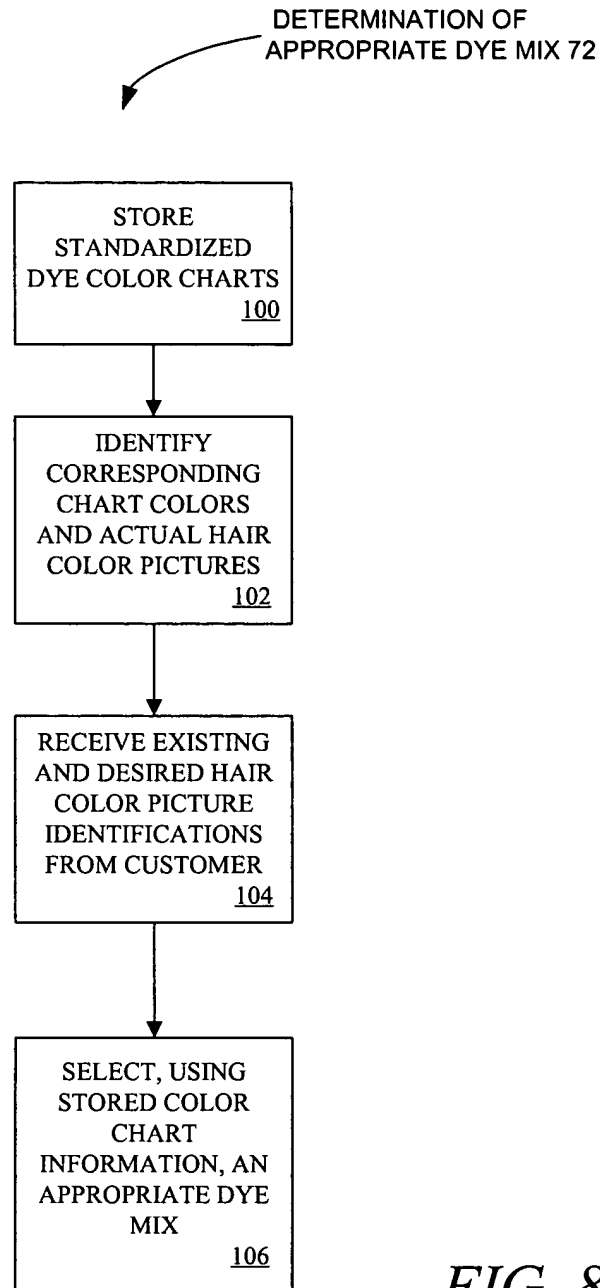 DETERMINATION OF
APPROPRIATE DYE MIX 72
STORE
STANDARDIZED
DYE COLOR CHARTS
100
IDENTIFY
CORRESPONDING
CHART COLORS
AND ACTUAL HAIR
COLOR PICTURES
102
RECEIVE EXISTING
AND DESIRED HAIR
COLOR PICTURE
IDENTIFICATIONS
FROM CUSTOMER
104
SELECT, USING
STORED COLOR
CHART
INFORMATION, AN
APPROPRIATE DYE
MIX
106
FIG. 8